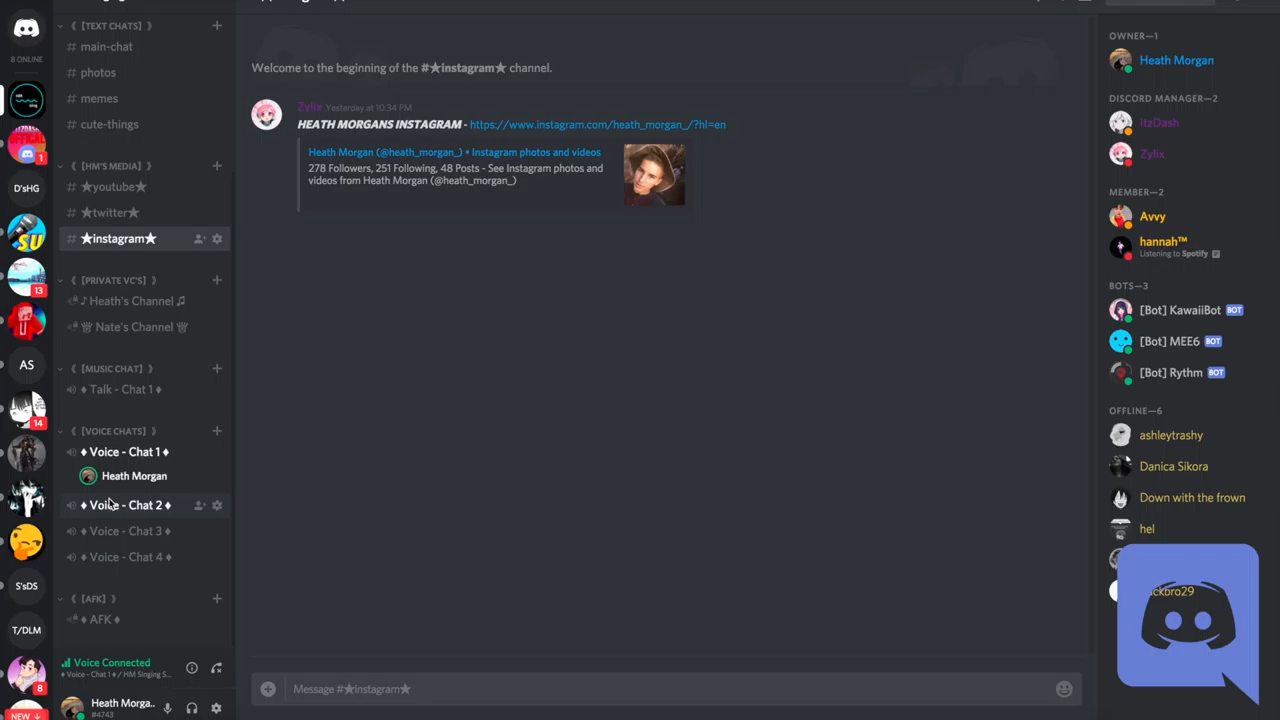 8 ONLINE
1
D'sHG
SU
13
AS
14
8
S'sDS
T/DLM
NEW ↓
⟪ [TEXT CHATS] ⟫
# main-chat
# photos
# memes
# cute-things
⟪ [HM'S MEDIA] ⟫
# ★youtube★
# ★twitter★
# ★instagram★
⟪ [PRIVATE VC'S] ⟫
♪ Heath's Channel ♫
♕ Nate's Channel ♕
⟪ [MUSIC CHAT] ⟫
♦ Talk - Chat 1 ♦
⟪ [VOICE CHATS] ⟫
♦ Voice - Chat 1 ♦
Heath Morgan
♦ Voice - Chat 2 ♦
♦ Voice - Chat 3 ♦
♦ Voice - Chat 4 ♦
⟪ [AFK] ⟫
♦ AFK ♦
Voice Connected
♦ Voice - Chat 1 ♦ / HM Singing S...
Heath Morga...
#4743
Welcome to the beginning of the #★instagram★ channel.
Zylix Yesterday at 10:34 PM
HEATH MORGANS INSTAGRAM - https://www.instagram.com/heath_morgan_/?hl=en
Heath Morgan (@heath_morgan_) • Instagram photos and videos
278 Followers, 251 Following, 48 Posts - See Instagram photos and
videos from Heath Morgan (@heath_morgan_)
Message #★instagram★
OWNER—1
Heath Morgan
DISCORD MANAGER—2
ItzDash
Zylix
MEMBER—2
Avvy
hannah™
Listening to Spotify
BOTS—3
[Bot] KawaiiBot BOT
[Bot] MEE6 BOT
[Bot] Rythm BOT
OFFLINE—6
ashleytrashy
Danica Sikora
Down with the frown
hel